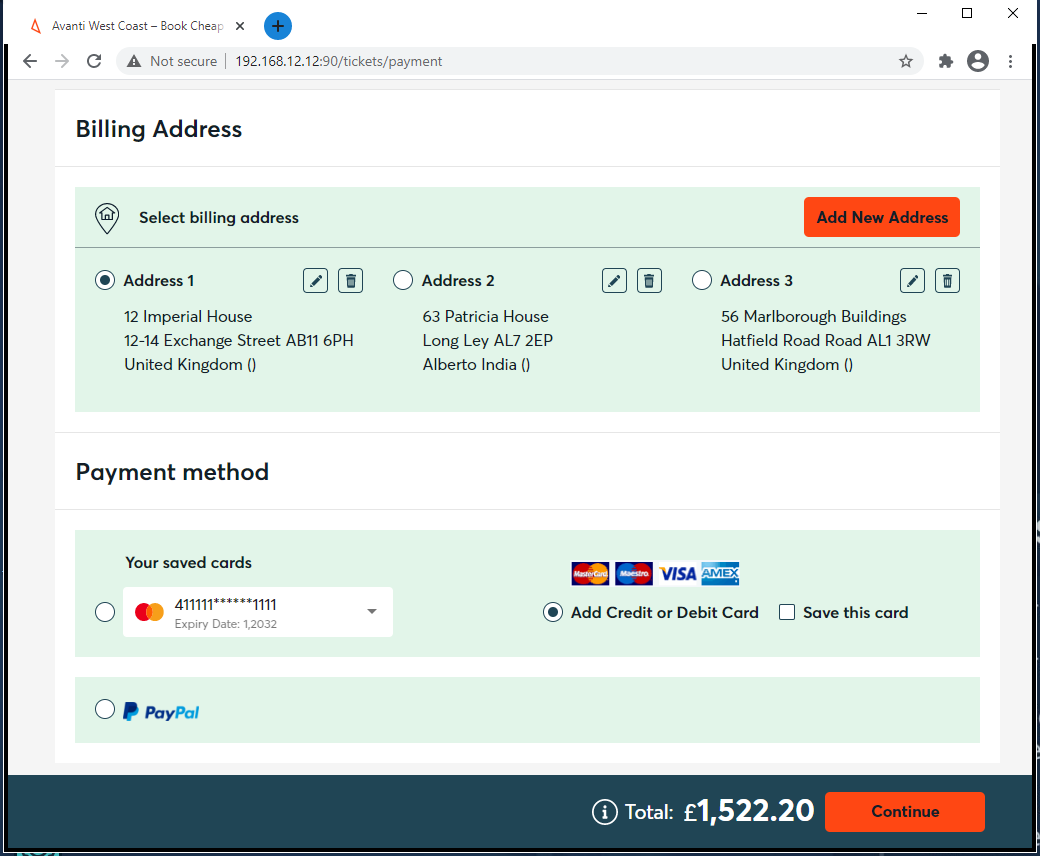 Avanti West Coast – Book Cheap
Not secure
192.168.12.12:90/tickets/payment
Billing Address
Select billing address
Add New Address
Address 1
12 Imperial House
12-14 Exchange Street AB11 6PH
United Kingdom ()
Address 2
63 Patricia House
Long Ley AL7 2EP
Alberto India ()
Address 3
56 Marlborough Buildings
Hatfield Road Road AL1 3RW
United Kingdom ()
Payment method
Your saved cards
411111******1111
Expiry Date: 1,2032
MasterCard Maestro VISA AMEX
Add Credit or Debit Card
Save this card
PayPal
Total: £1,522.20
Continue